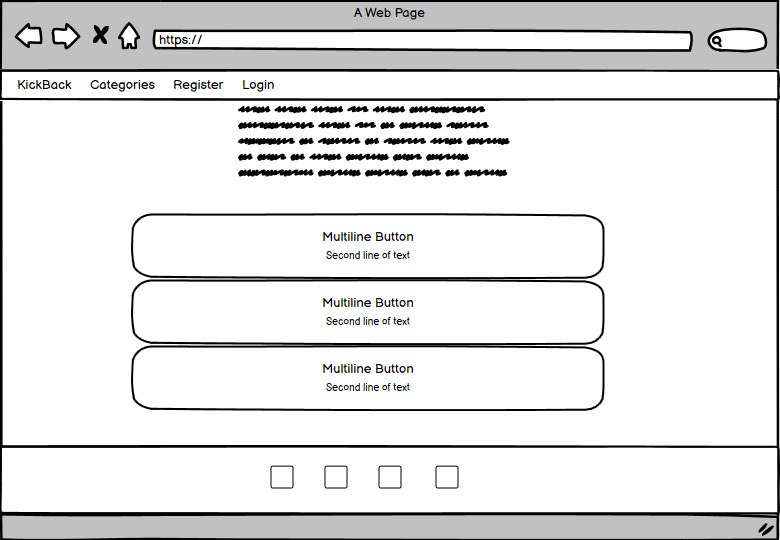 A Web Page
https://
KickBack Categories Register Login
Multiline Button
Second line of text
Multiline Button
Second line of text
Multiline Button
Second line of text